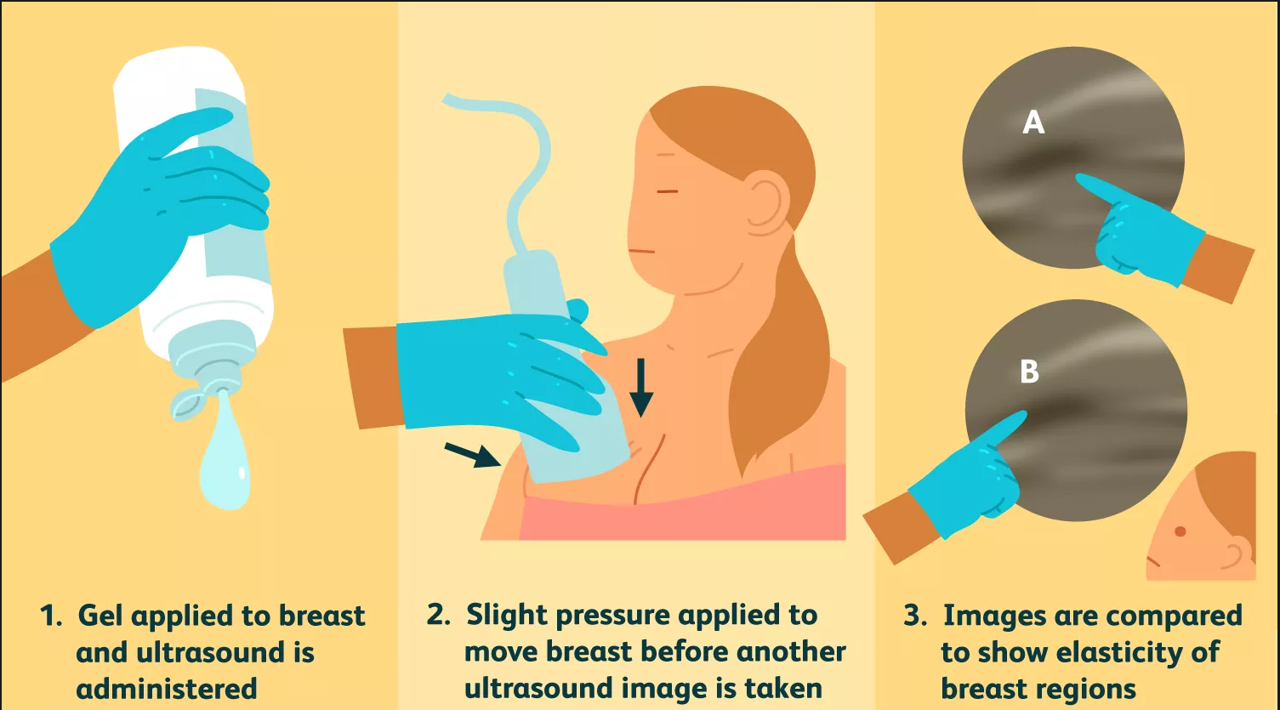 A
B
1. Gel applied to breast
and ultrasound is
administered
2. Slight pressure applied to
move breast before another
ultrasound image is taken
3. Images are compared
to show elasticity of
breast regions